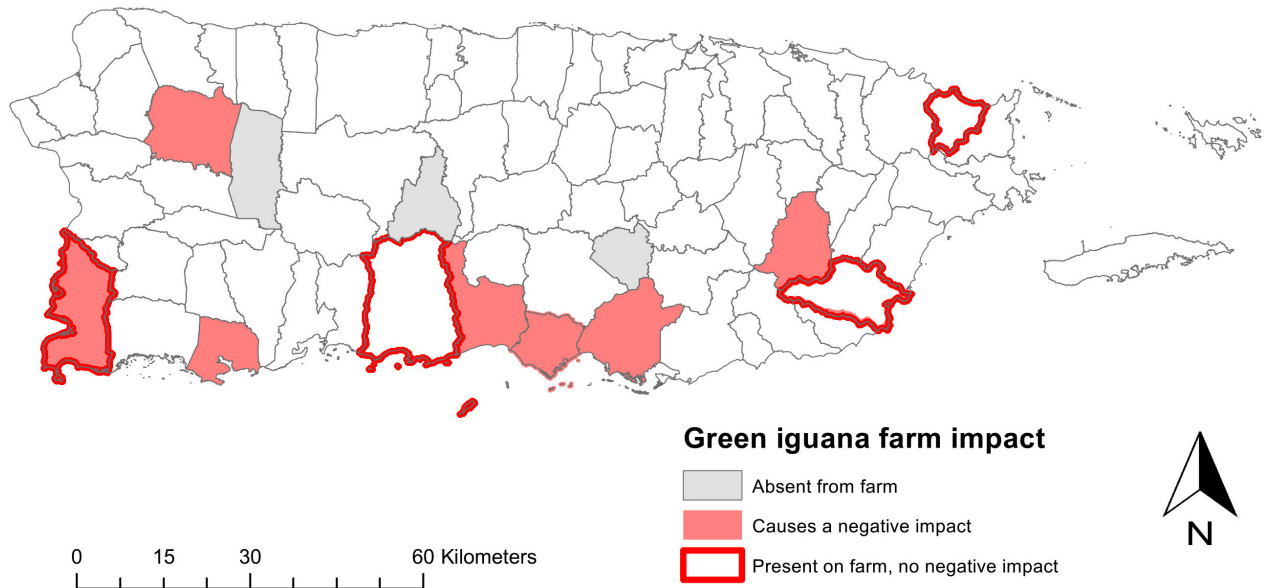 Green iguana farm impact
Absent from farm
Causes a negative impact
Present on farm, no negative impact
N
0 15 30 60 Kilometers